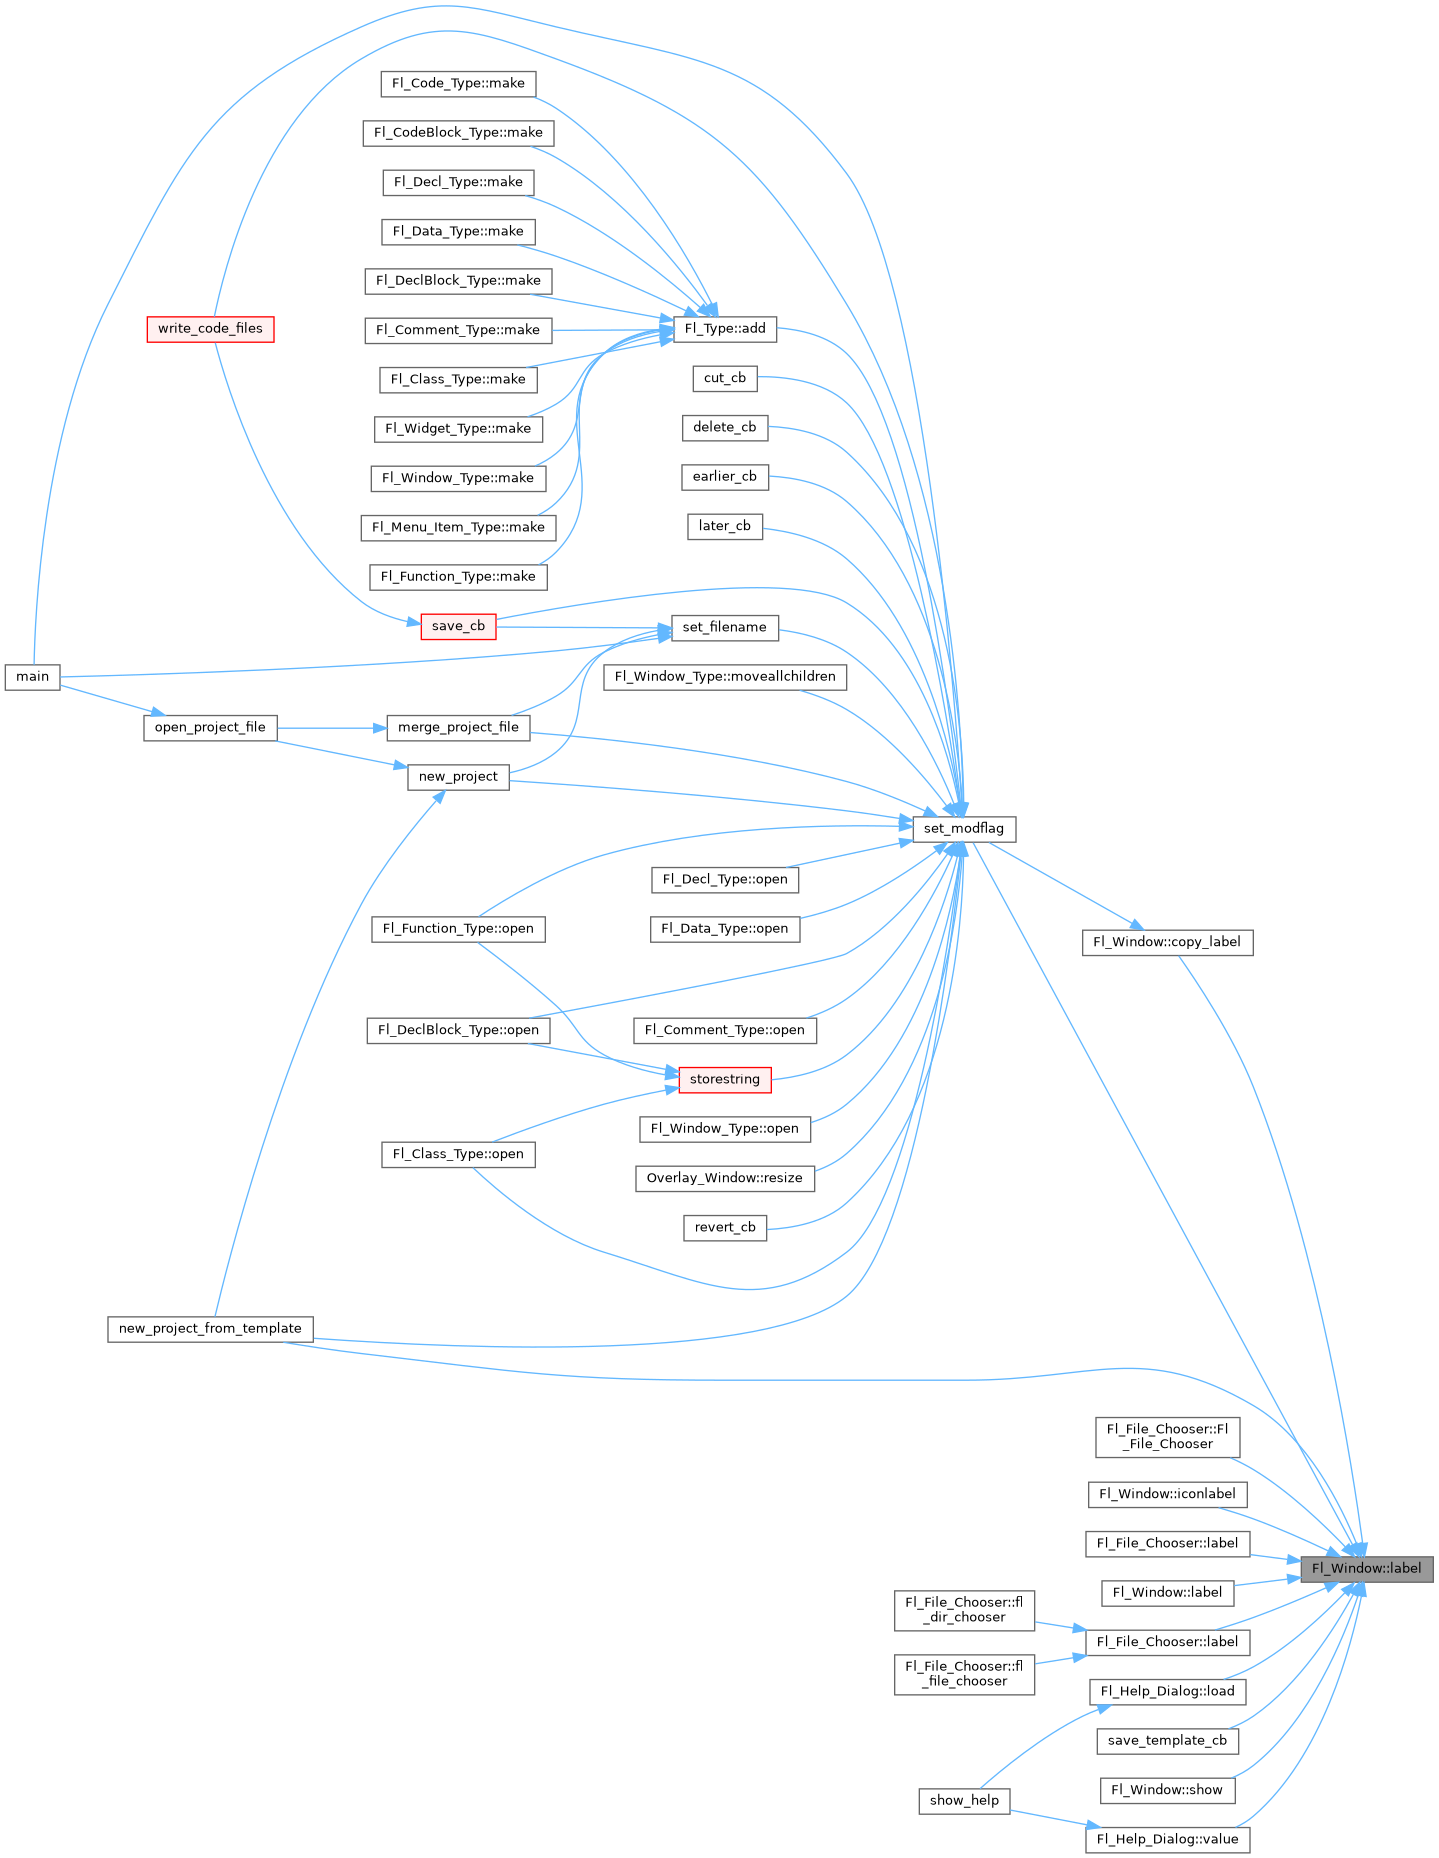 Fl_Code_Type::make
Fl_CodeBlock_Type::make
Fl_Decl_Type::make
Fl_Data_Type::make
Fl_DeclBlock_Type::make
write_code_files
Fl_Comment_Type::make
Fl_Type::add
Fl_Class_Type::make
cut_cb
Fl_Widget_Type::make
delete_cb
Fl_Window_Type::make
earlier_cb
Fl_Menu_Item_Type::make
later_cb
Fl_Function_Type::make
save_cb
set_filename
main
Fl_Window_Type::moveallchildren
open_project_file
merge_project_file
new_project
set_modflag
Fl_Decl_Type::open
Fl_Function_Type::open
Fl_Data_Type::open
Fl_Window::copy_label
Fl_DeclBlock_Type::open
Fl_Comment_Type::open
storestring
Fl_Window_Type::open
Fl_Class_Type::open
Overlay_Window::resize
revert_cb
new_project_from_template
Fl_File_Chooser::Fl
_File_Chooser
Fl_Window::iconlabel
Fl_File_Chooser::label
Fl_Window::label
Fl_Window::label
Fl_File_Chooser::fl
_dir_chooser
Fl_File_Chooser::label
Fl_File_Chooser::fl
_file_chooser
Fl_Help_Dialog::load
save_template_cb
Fl_Window::show
show_help
Fl_Help_Dialog::value